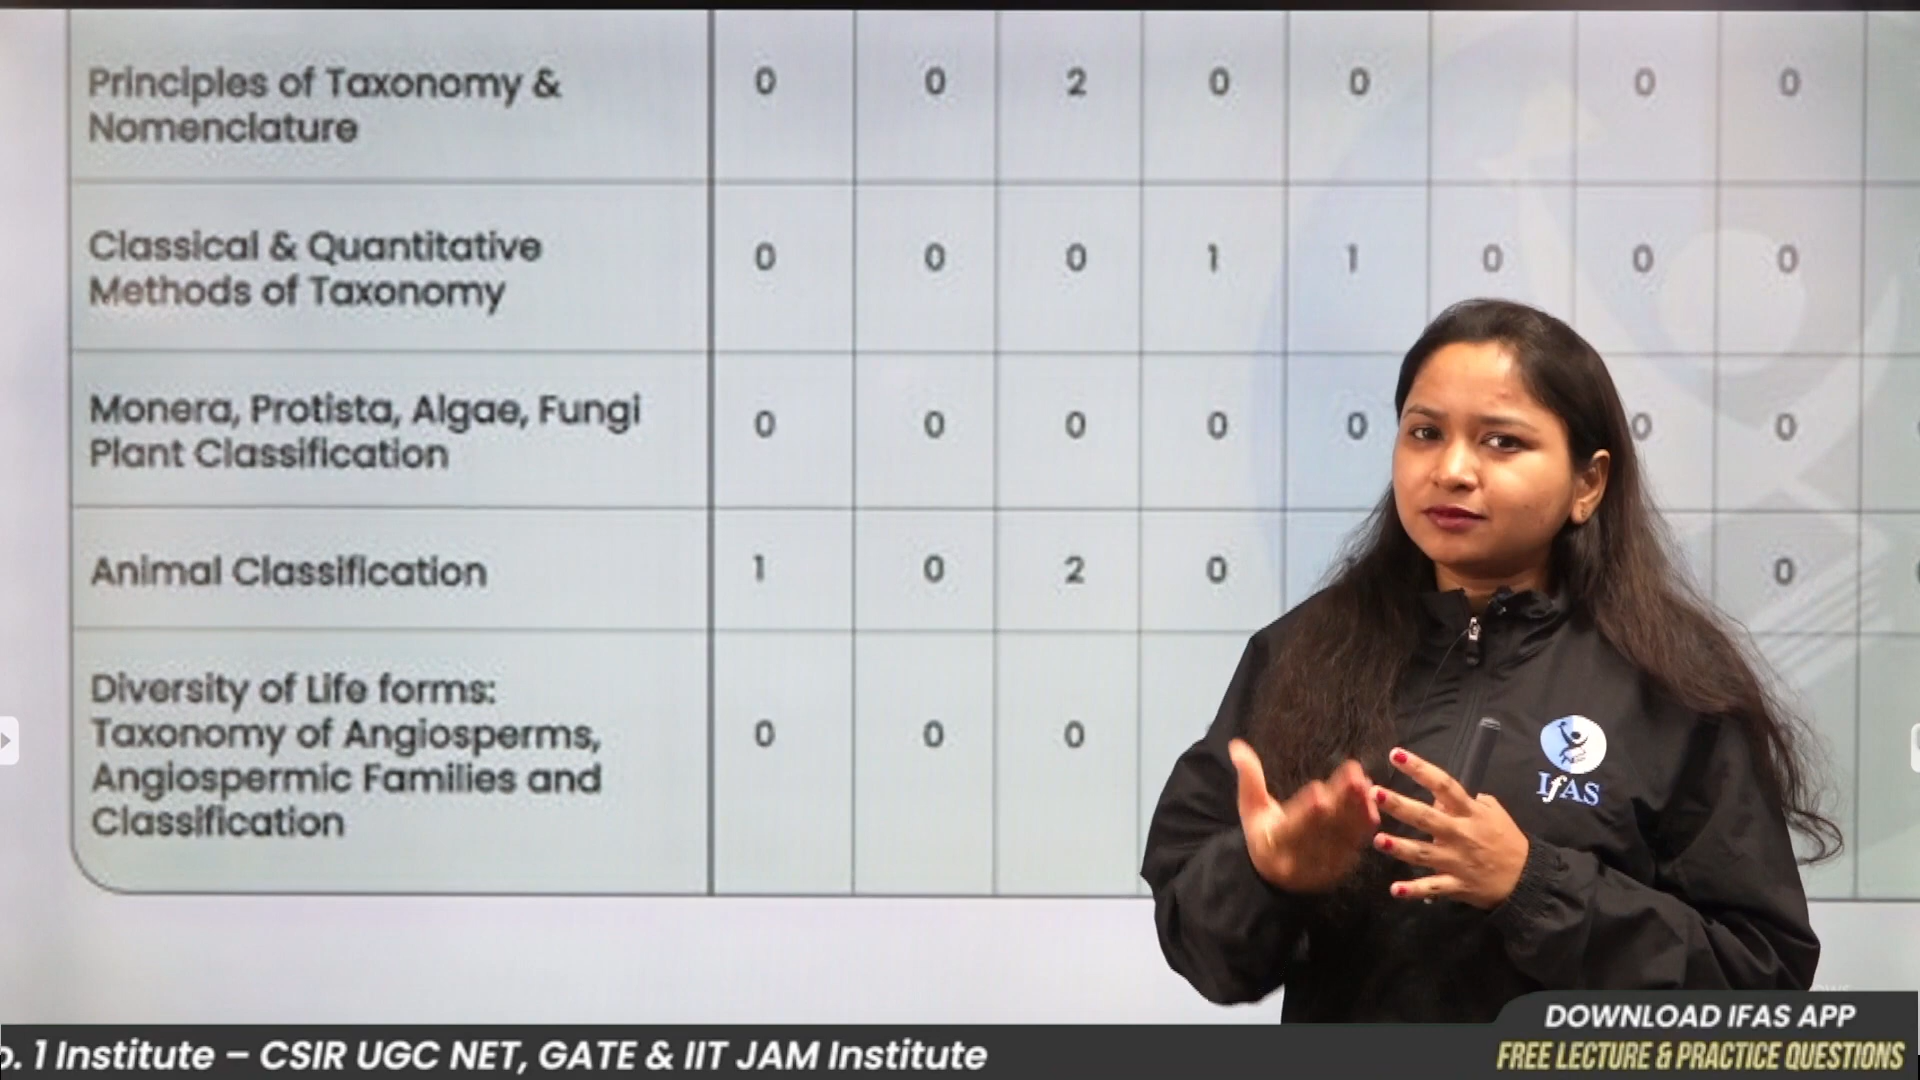 Principles of Taxonomy & 0 0 2 0 0 0 0
Nomenclature
Classical & Quantitative 0 0 0 1 1 0 0 0
Methods of Taxonomy
Monera, Protista, Algae, Fungi 0 0 0 0 0 0 0
Plant Classification
Animal Classification 1 0 2 0 0
Diversity of Life forms:
Taxonomy of Angiosperms, 0 0 0
Angiospermic Families and
Classification
IfAS
DOWNLOAD IFAS APP
o. 1 Institute – CSIR UGC NET, GATE & IIT JAM Institute
FREE LECTURE & PRACTICE QUESTIONS